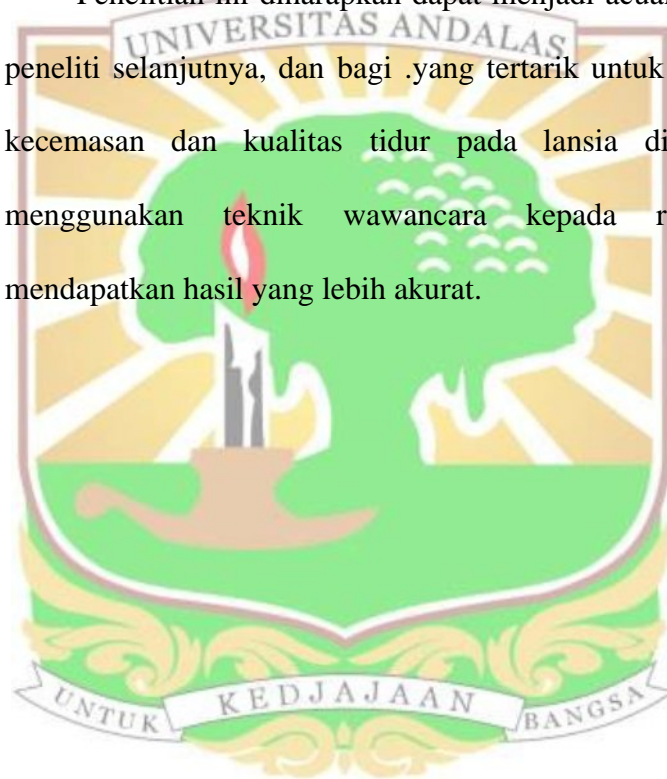 Penelitian ini diharapkan dapat menjadi acuan
UNIVERSITAS ANDALAS
peneliti selanjutnya, dan bagi .yang tertarik untuk
kecemasan dan kualitas tidur pada lansia di
menggunakan teknik wawancara kepada r
mendapatkan hasil yang lebih akurat.
UNTUK KEDJAJAAN BANGSA